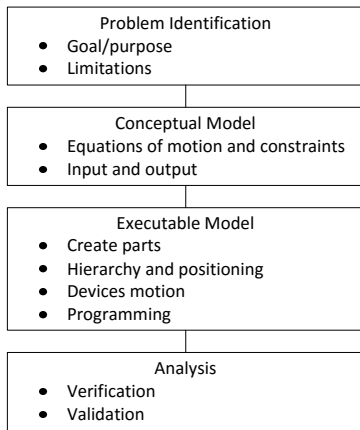 Problem Identification
● Goal/purpose
● Limitations
Conceptual Model
● Equations of motion and constraints
● Input and output
Executable Model
● Create parts
● Hierarchy and positioning
● Devices motion
● Programming
Analysis
● Verification
● Validation